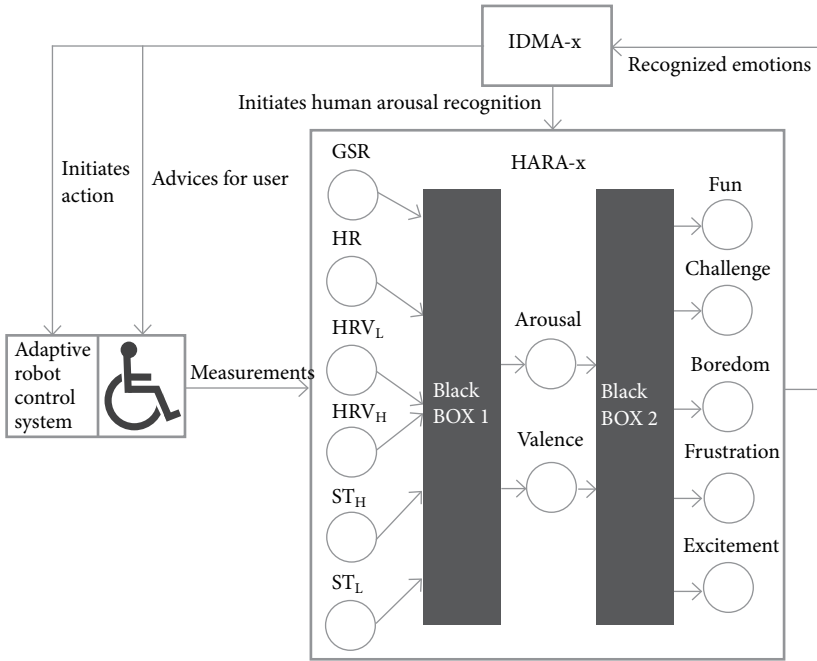 IDMA-x
Recognized emotions
Initiates human arousal recognition
Initiates
action
Advices for user
GSR
HARA-x
Fun
HR
Challenge
HRV_L
Arousal
Adaptive
robot
control
system
Measurements
Black
BOX 1
Black
BOX 2
Boredom
HRV_H
Valence
Frustration
ST_H
Excitement
ST_L